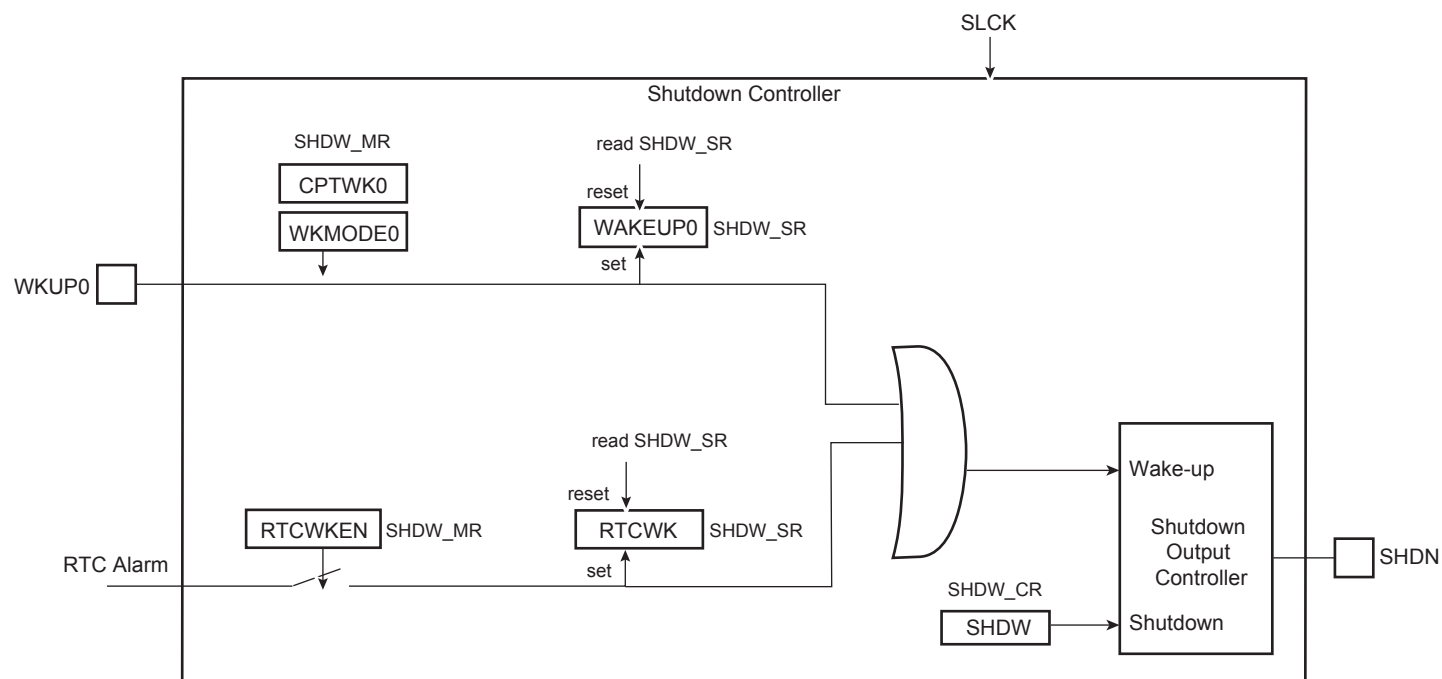 SLCK
Shutdown Controller
SHDW_MR
CPTWK0
WKMODE0
read SHDW_SR
reset
WAKEUP0
SHDW_SR
set
WKUP0
read SHDW_SR
reset
RTCWKEN
SHDW_MR
RTCWK
SHDW_SR
set
RTC Alarm
Wake-up
Shutdown
Output
Controller
SHDN
SHDW_CR
SHDW
Shutdown